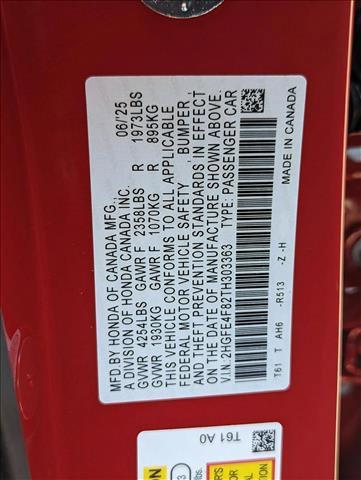 MFD.BY HONDA OF CANADA MFG., 06//25
A DIVISION OF HONDA CANADA INC.
GVWR 4254LBS GAWR F 2358LBS R 1973LBS
GVWR 1930KG GAWR F 1070KG R 895KG
THIS VEHICLE CONFORMS TO ALL APPLICABLE
FEDERAL MOTOR VEHICLE SAFETY , BUMPER ,
AND THEFT PREVENTION STANDARDS IN EFFECT
ON THE DATE OF MANUFACTURE SHOWN ABOVE.
V.I.N.:2HGFE4F82TH303363 TYPE: PASSENGER CAR
T61 T AH6 -R513 -Z -H
MADE IN CANADA
T61 A0